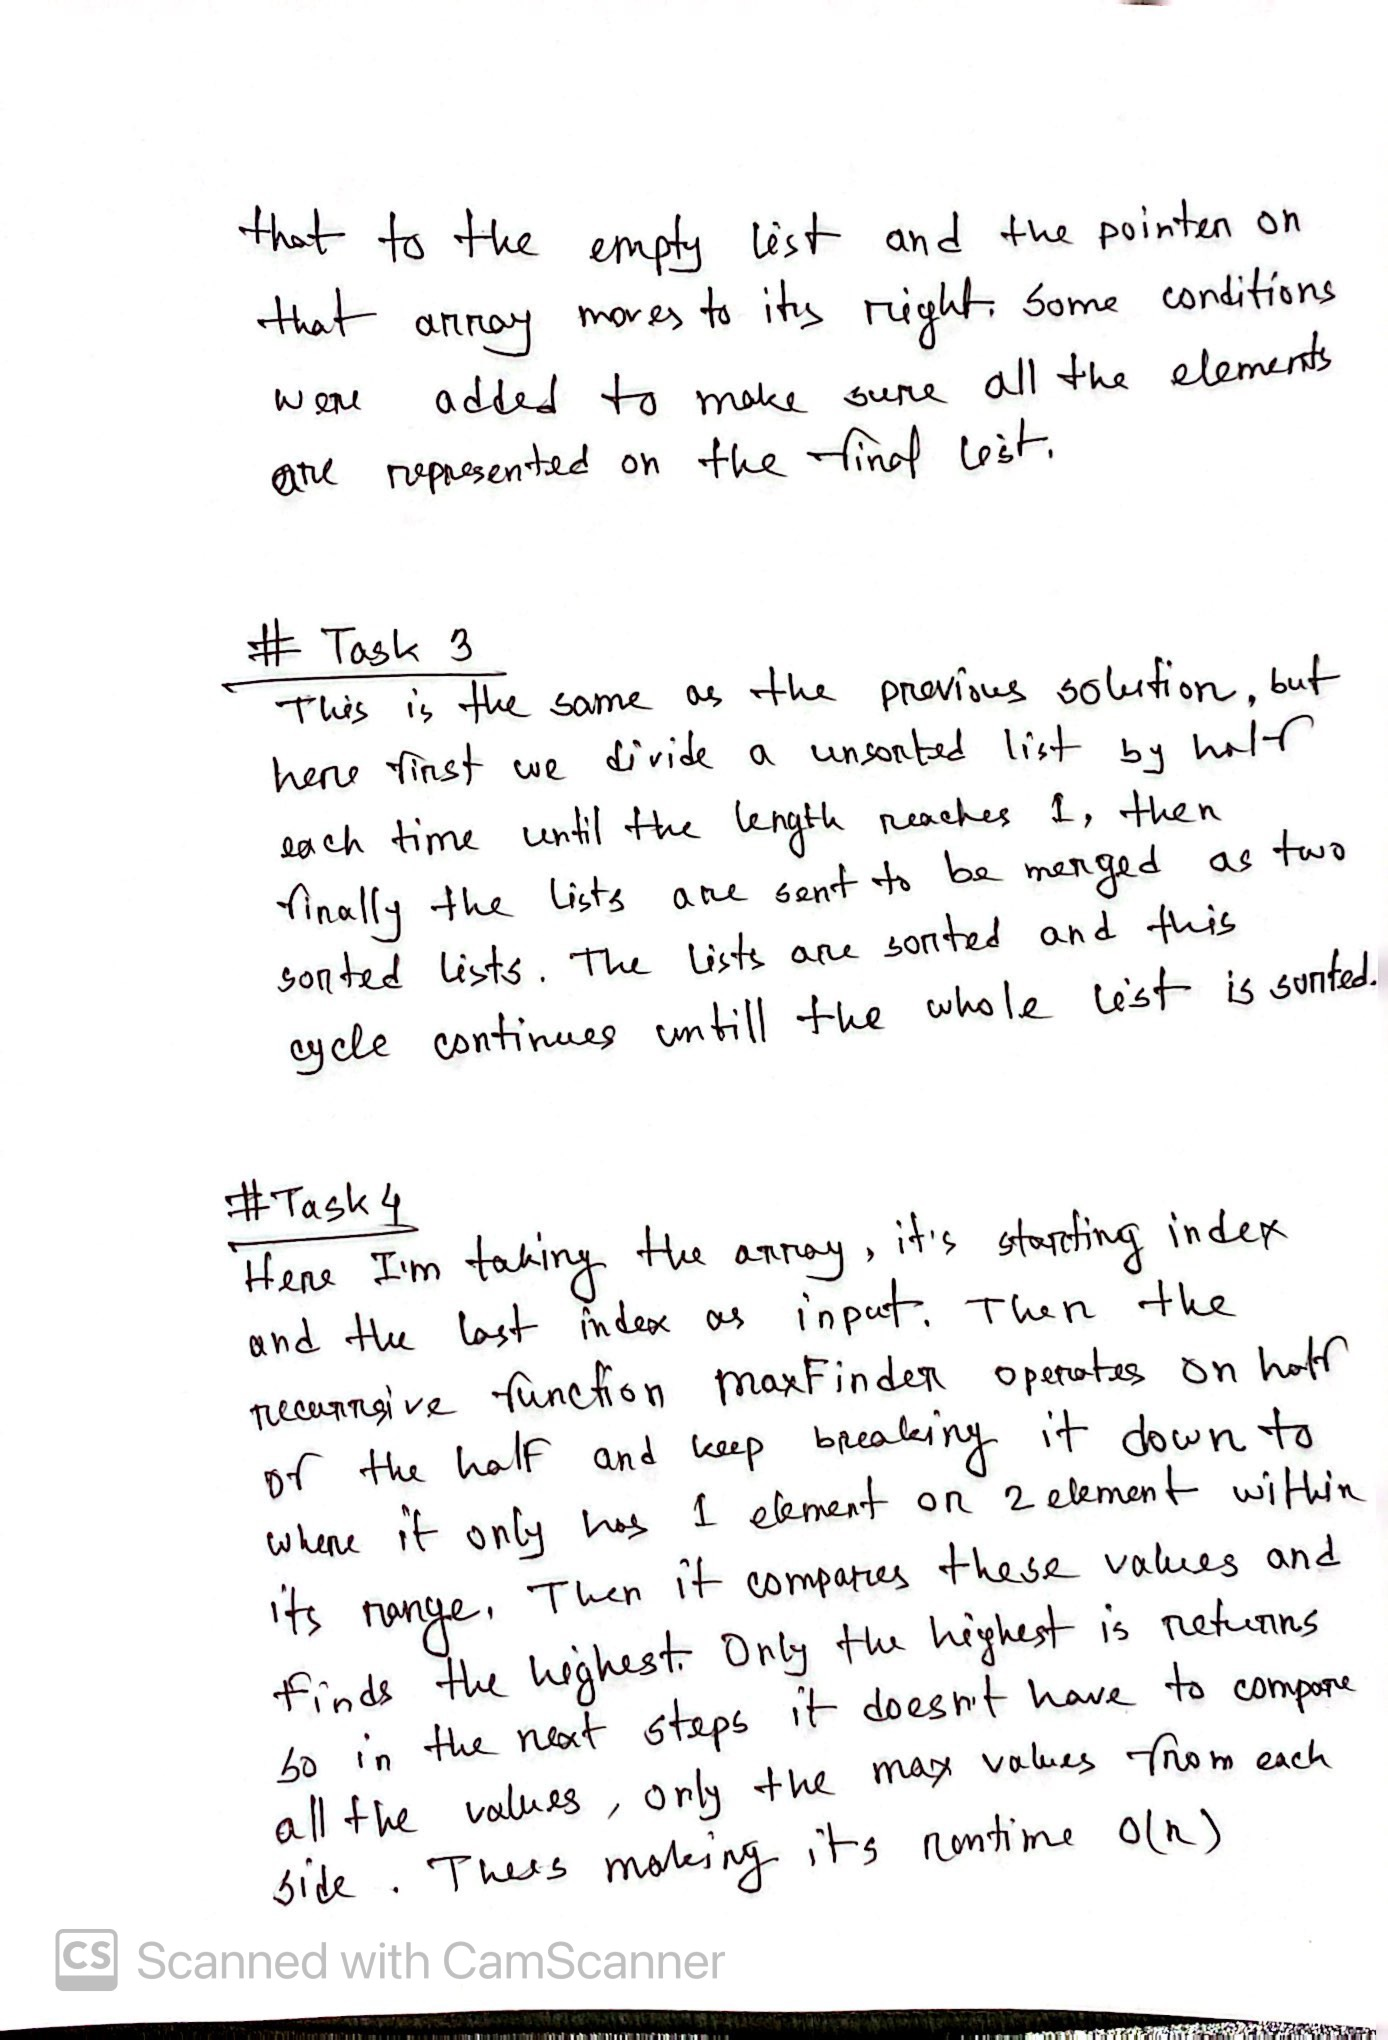 that to the empty list and the pointer on
that array moves to its right. Some conditions
were added to make sure all the elements
are represented on the final list.
# Task 3
This is the same as the previous solution, but
here first we divide a unsorted list by half
each time until the length reaches 1, then
finally the lists are sent to be merged as two
sorted lists. The lists are sorted and this
cycle continues untill the whole list is sorted.
#Task 4
Here I'm taking the array, it's starting index
and the last index as input. Then the
recurrsive function maxFinder operates on half
of the half and keep breaking it down to
where it only has 1 element or 2 element within
its range. Then it compares these values and
finds the highest. Only the highest is returns
so in the next steps it doesn't have to compare
all the values, only the max values from each
side. Thus making its rontime O(n)
CS Scanned with CamScanner